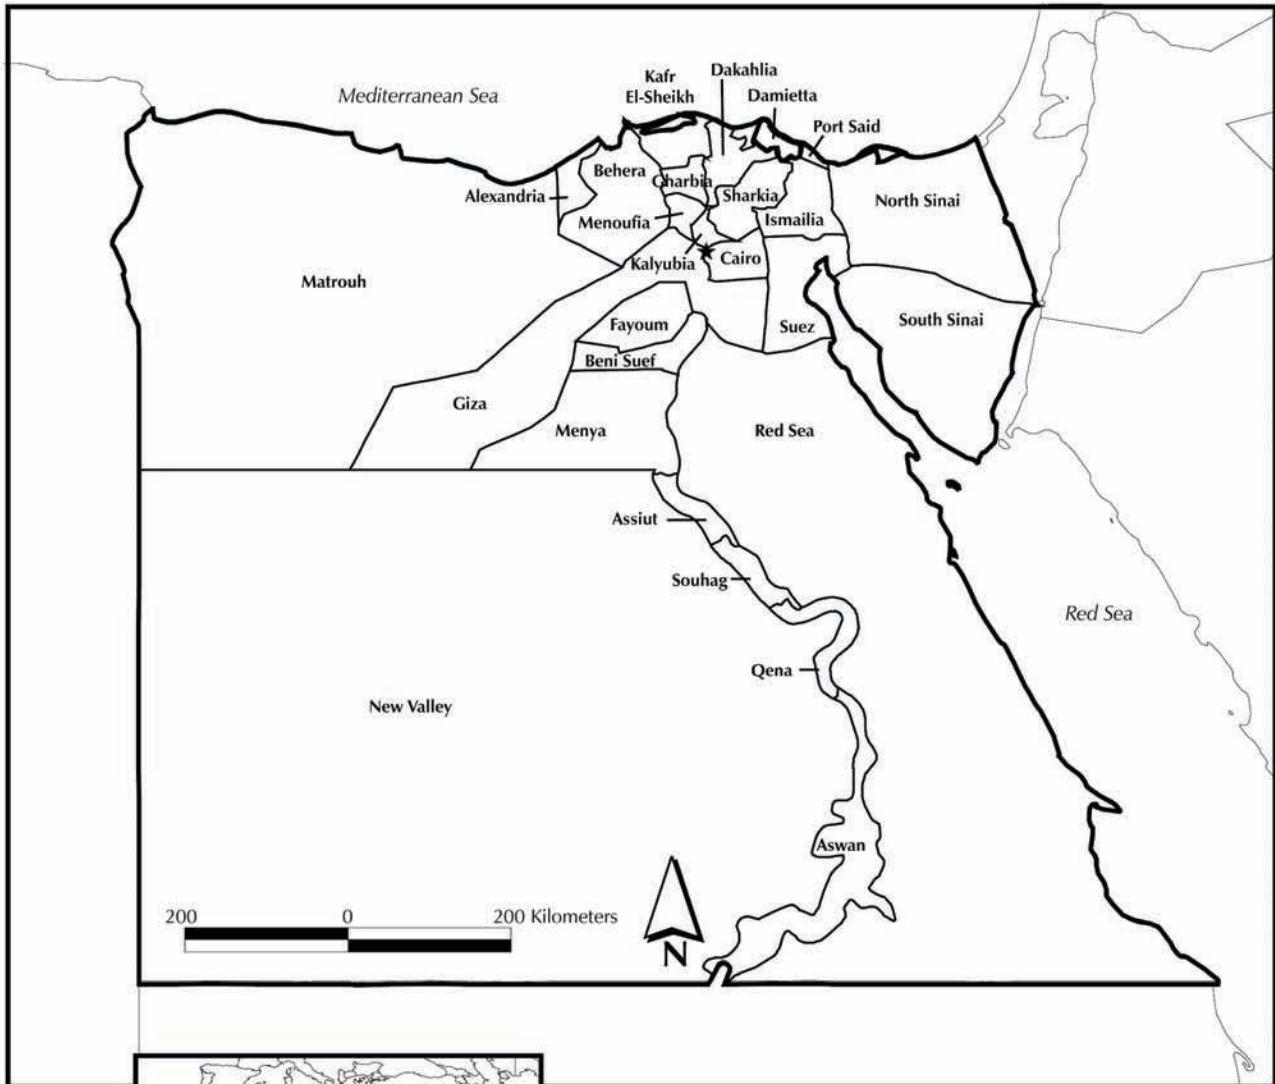 Mediterranean Sea
Kafr
El-Sheikh
Dakahlia
Damietta
Port Said
Alexandria
Behera
Gharbia
Sharkia
Menoufia
Ismailia
North Sinai
Kalyubia
Cairo
Matrouh
Fayoum
Suez
South Sinai
Beni Suef
Giza
Menya
Red Sea
Assiut
Souhag
Red Sea
Qena
New Valley
Aswan
200 0 200 Kilometers
N